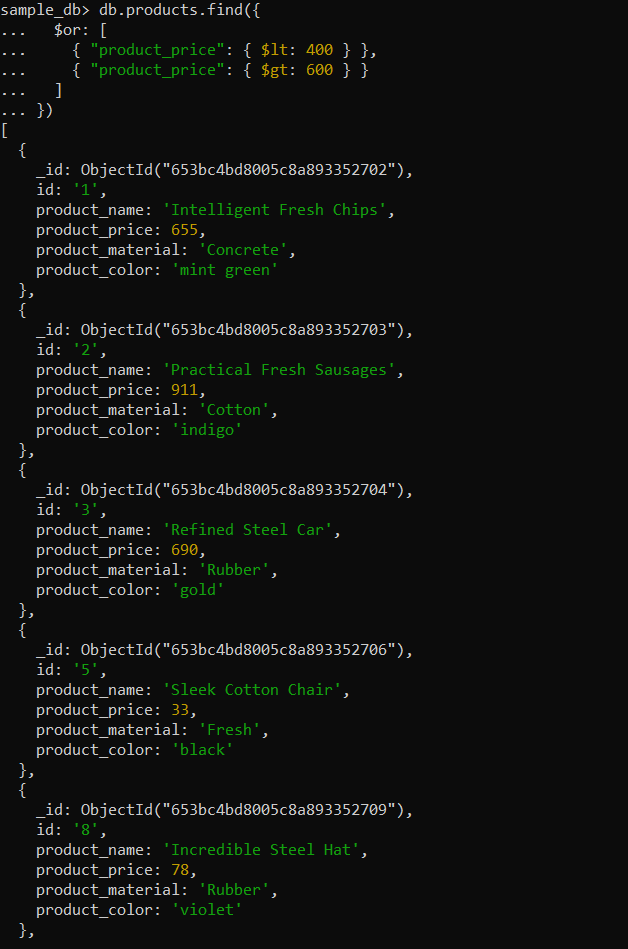 sample_db> db.products.find({
...   $or: [
...     { "product_price": { $lt: 400 } },
...     { "product_price": { $gt: 600 } }
...   ]
... })
[
  {
    _id: ObjectId("653bc4bd8005c8a893352702"),
    id: '1',
    product_name: 'Intelligent Fresh Chips',
    product_price: 655,
    product_material: 'Concrete',
    product_color: 'mint green'
  },
  {
    _id: ObjectId("653bc4bd8005c8a893352703"),
    id: '2',
    product_name: 'Practical Fresh Sausages',
    product_price: 911,
    product_material: 'Cotton',
    product_color: 'indigo'
  },
  {
    _id: ObjectId("653bc4bd8005c8a893352704"),
    id: '3',
    product_name: 'Refined Steel Car',
    product_price: 690,
    product_material: 'Rubber',
    product_color: 'gold'
  },
  {
    _id: ObjectId("653bc4bd8005c8a893352706"),
    id: '5',
    product_name: 'Sleek Cotton Chair',
    product_price: 33,
    product_material: 'Fresh',
    product_color: 'black'
  },
  {
    _id: ObjectId("653bc4bd8005c8a893352709"),
    id: '8',
    product_name: 'Incredible Steel Hat',
    product_price: 78,
    product_material: 'Rubber',
    product_color: 'violet'
  },